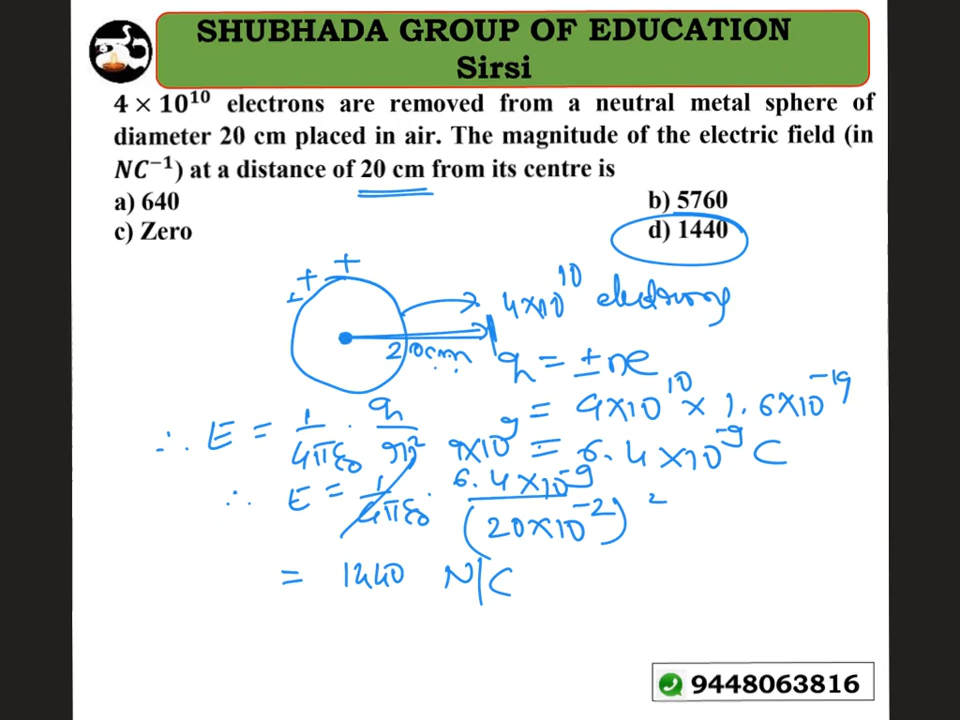 SHUBHADA GROUP OF EDUCATION
Sirsi
4 × 10¹⁰ electrons are removed from a neutral metal sphere of
diameter 20 cm placed in air. The magnitude of the electric field (in
NC⁻¹) at a distance of 20 cm from its centre is
a) 640
b) 5760
c) Zero
d) 1440
+ +
4×10¹⁰ electrons
20cm
q = ±ne
= 4×10¹⁰ × 1.6×10⁻¹⁹
= 6.4×10⁻⁹ C
∴ E = 1/4πε₀ · q/r²
9×10⁹
∴ E = 1/4πε₀ · 6.4×10⁻⁹/(20×10⁻²)²
= 1440 N/C
9448063816